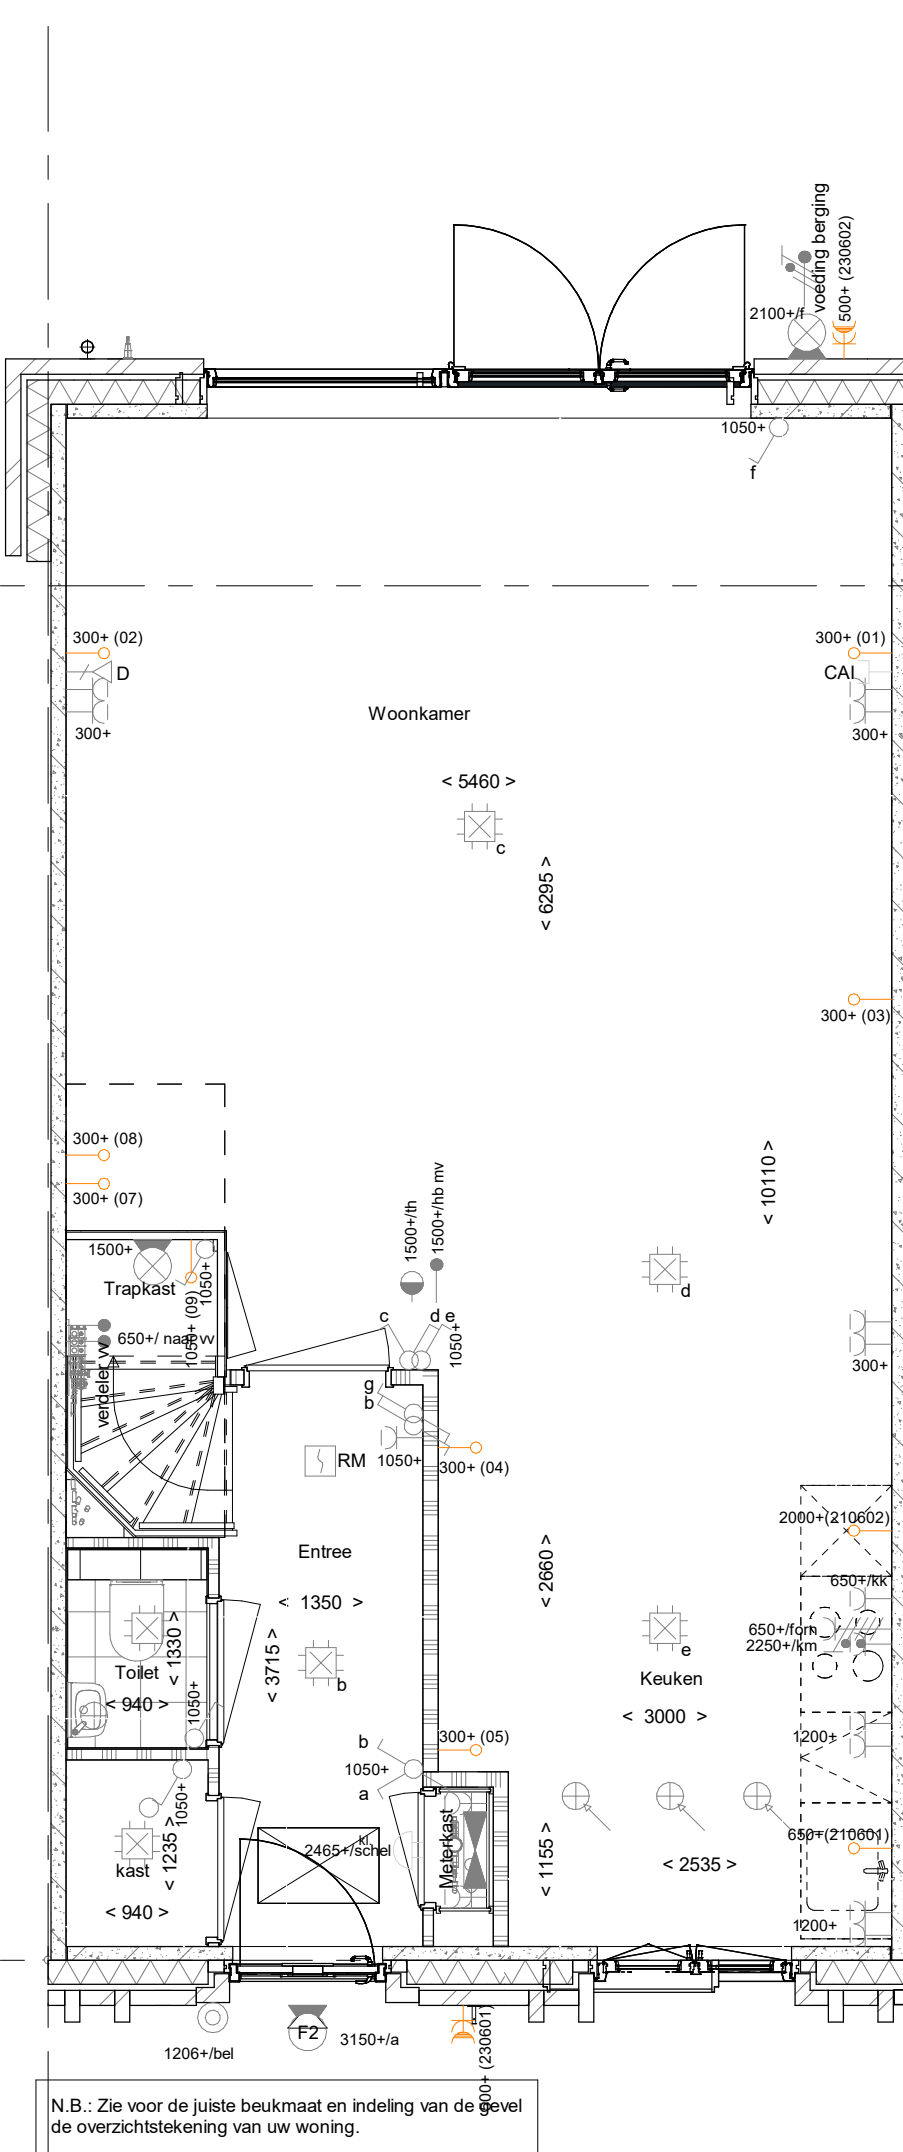 voeding berging
500+ (230602)
2100+/f
1050+
f
300+ (02)
D
300+
300+ (01)
CAI
300+
Woonkamer
< 5460 >
c
< 6295 >
300+ (03)
300+ (08)
300+ (07)
< 10110 >
1500+/th
1500+/hb mv
1500+
Trapkast
1050+ (09)
1050+
650+/ naar vv
verdeler vv
c
d e
1050+
d
300+
g
b
1050+
RM
300+ (04)
2000+(210602)
Entree
< 1350 >
< 2660 >
650+/kk
650+/forn
2250+/km
e
Keuken
< 3000 >
< 1330 >
Toilet
< 940 >
1050+
< 3715 >
b
300+ (05)
1200+
b
1050+
a
1050+
< 1235 >
kast
< 940 >
kl.
2465+/schel
Meterkast
< 1155 >
< 2535 >
650+(210601)
1200+
F2
3150+/a
1206+/bel
500+ (230601)
N.B.: Zie voor de juiste beukmaat en indeling van de gevel
de overzichtstekening van uw woning.